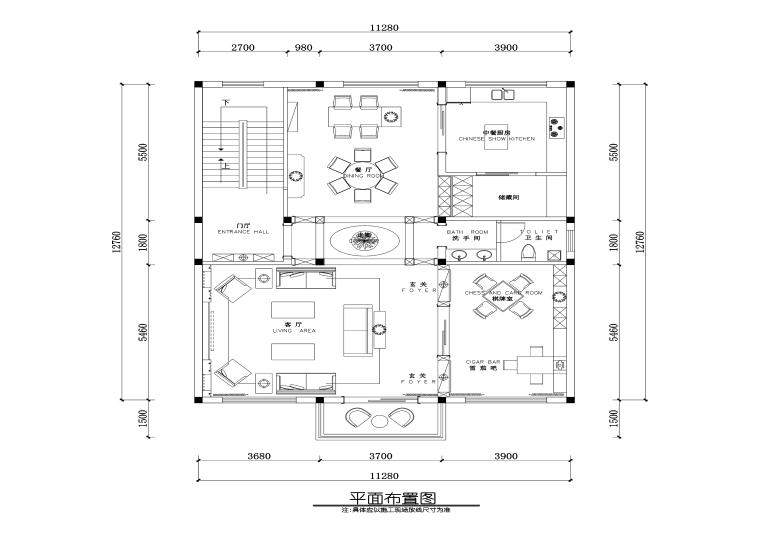 11280
2700 980 3700 3900
下
上
中餐厨房
CHINESE SHOW KITCHEN
餐 厅
DINING ROOM
储藏间
门厅
ENTRANCE HALL
BATH ROOM
洗 手 间
TOLIET
卫 生 间
玄 关
FOYER
CHESS AND CARD ROOM
棋牌室
客 厅
LIVING AREA
CIGAR BAR
雪 茄 吧
玄 关
FOYER
5500
1800
5460
1500
12760
5500
1800
5460
1500
12760
3680 3700 3900
11280
平面布置图
注:具体应以施工现场放线尺寸为准